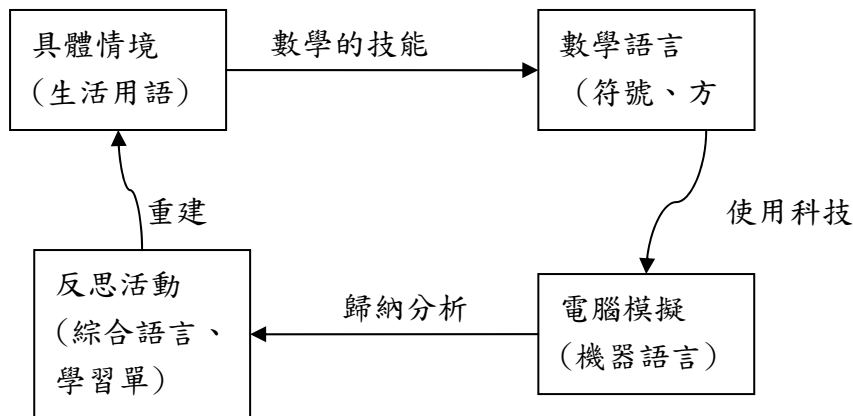 具體情境
(生活用語)
數學的技能
數學語言
(符號、方
使用科技
電腦模擬
(機器語言)
歸納分析
反思活動
(綜合語言、
學習單)
重建